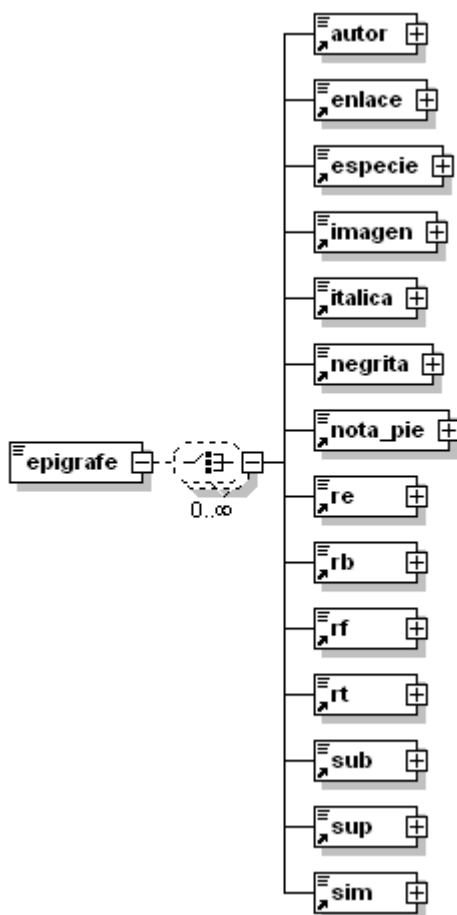 autor
enlace
especie
imagen
italica
negrita
nota_pie
epigrafe
0..∞
re
rb
rf
rt
sub
sup
sim